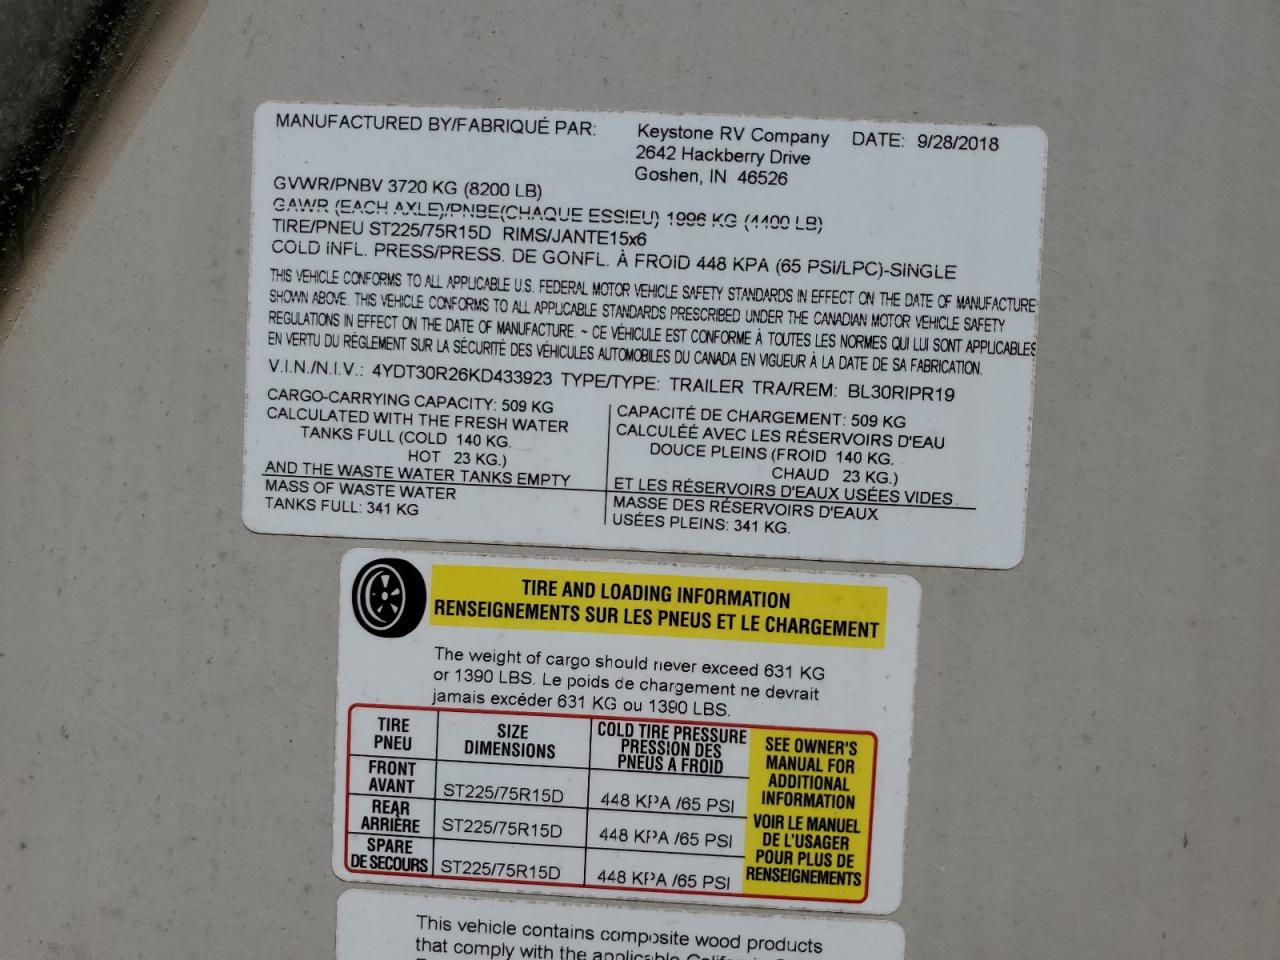 MANUFACTURED BY/FABRIQUÉ PAR: Keystone RV Company DATE: 9/28/2018
2642 Hackberry Drive
Goshen, IN 46526
GVWR/PNBV 3720 KG (8200 LB)
GAWR (EACH AXLE)/PNBE(CHAQUE ESSIEU) 1996 KG (4400 LB)
TIRE/PNEU ST225/75R15D RIMS/JANTE15x6
COLD INFL. PRESS/PRESS. DE GONFL. À FROID 448 KPA (65 PSI/LPC)-SINGLE
THIS VEHICLE CONFORMS TO ALL APPLICABLE U.S. FEDERAL MOTOR VEHICLE SAFETY STANDARDS IN EFFECT ON THE DATE OF MANUFACTURE
SHOWN ABOVE. THIS VEHICLE CONFORMS TO ALL APPLICABLE STANDARDS PRESCRIBED UNDER THE CANADIAN MOTOR VEHICLE SAFETY
REGULATIONS IN EFFECT ON THE DATE OF MANUFACTURE. ~ CE VÉHICULE EST CONFORME À TOUTES LES NORMES QUI LUI SONT APPLICABLES
EN VERTU DU RÈGLEMENT SUR LA SÉCURITÉ DES VÉHICULES AUTOMOBILES DU CANADA EN VIGUEUR À LA DATE DE SA FABRICATION.
V.I.N./N.I.V.: 4YDT30R26KD433923 TYPE/TYPE: TRAILER TRA/REM: BL30RIPR19
CARGO-CARRYING CAPACITY: 509 KG
CALCULATED WITH THE FRESH WATER
TANKS FULL (COLD 140 KG.
HOT 23 KG.)
AND THE WASTE WATER TANKS EMPTY
MASS OF WASTE WATER
TANKS FULL: 341 KG
CAPACITÉ DE CHARGEMENT: 509 KG
CALCULÉE AVEC LES RÉSERVOIRS D'EAU
DOUCE PLEINS (FROID 140 KG.
CHAUD 23 KG.)
ET LES RÉSERVOIRS D'EAUX USÉES VIDES.
MASSE DES RÉSERVOIRS D'EAUX
USÉES PLEINS: 341 KG.
TIRE AND LOADING INFORMATION
RENSEIGNEMENTS SUR LES PNEUS ET LE CHARGEMENT
The weight of cargo should never exceed 631 KG
or 1390 LBS. Le poids de chargement ne devrait
jamais excéder 631 KG ou 1390 LBS.
TIRE
PNEU
SIZE
DIMENSIONS
COLD TIRE PRESSURE
PRESSION DES
PNEUS A FROID
FRONT
AVANT
ST225/75R15D 448 KPA /65 PSI
REAR
ARRIÈRE
ST225/75R15D 448 KPA /65 PSI
SPARE
DE SECOURS
ST225/75R15D 448 KPA /65 PSI
SEE OWNER'S
MANUAL FOR
ADDITIONAL
INFORMATION
VOIR LE MANUEL
DE L'USAGER
POUR PLUS DE
RENSEIGNEMENTS
This vehicle contains composite wood products
that comply with the applicable California